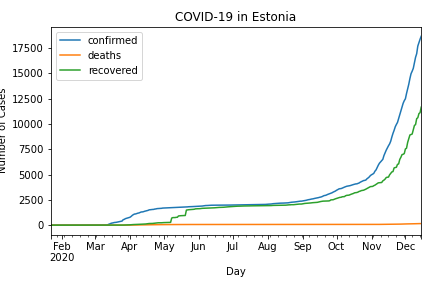 COVID-19 in Estonia
confirmed
deaths
recovered
17500
15000
12500
10000
7500
5000
2500
0
Number of Cases
Feb Mar Apr May Jun Jul Aug Sep Oct Nov Dec
2020
Day